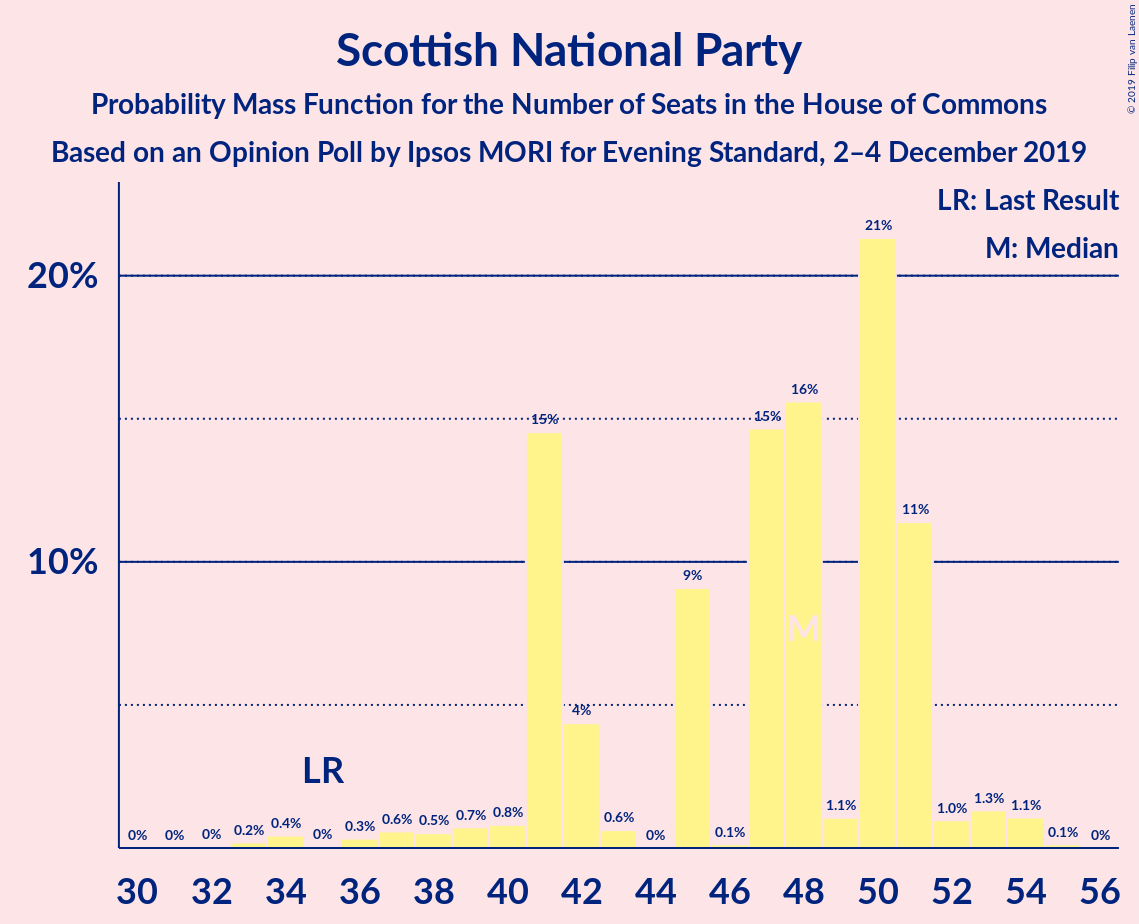 Scottish National Party
Probability Mass Function for the Number of Seats in the House of Commons
Based on an Opinion Poll by Ipsos MORI for Evening Standard, 2–4 December 2019
© 2019 Filip van Laenen
LR: Last Result
M: Median
20%
10%
0% 0% 0% 0.2% 0.4% 0% 0.3% 0.6% 0.5% 0.7% 0.8% 15% 4% 0.6% 0% 9% 0.1% 15% 16% 1.1% 21% 11% 1.0% 1.3% 1.1% 0.1% 0%
LR
M
30 32 34 36 38 40 42 44 46 48 50 52 54 56